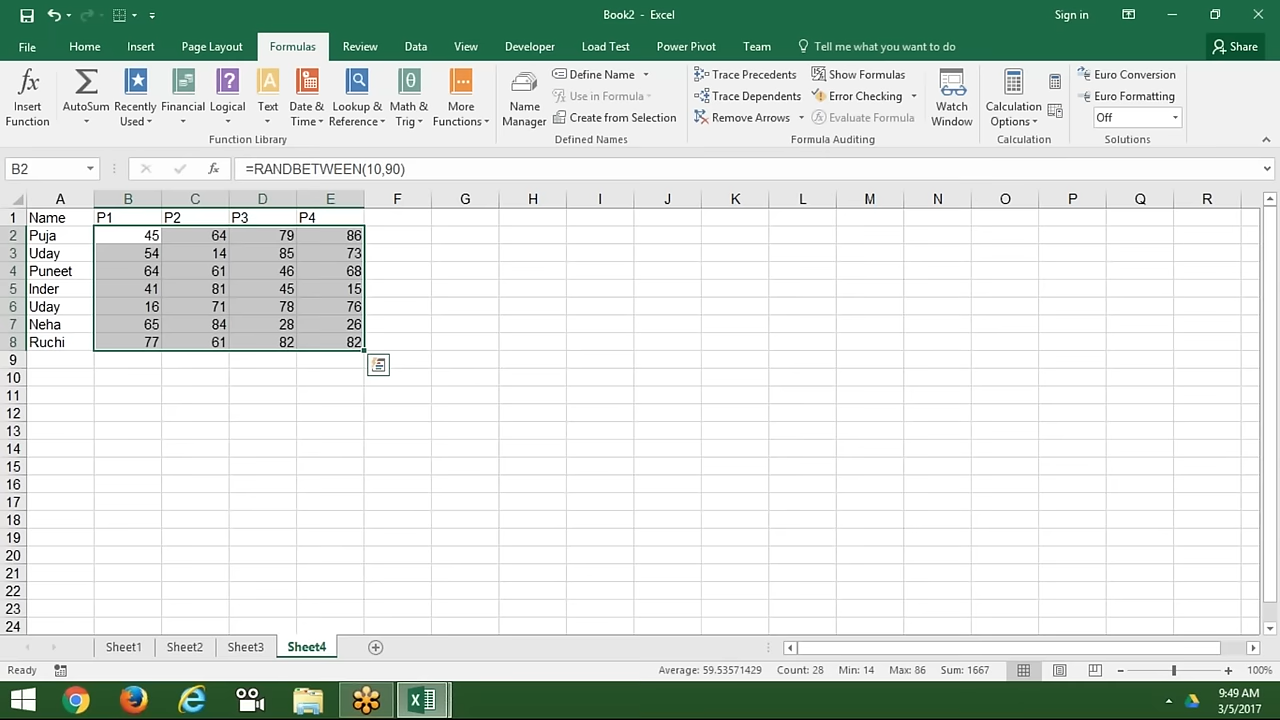 Book2 - Excel
Sign in
File Home Insert Page Layout Formulas Review Data View Developer Load Test Power Pivot Team Tell me what you want to do Share
Insert Function
AutoSum
Recently Used
Financial
Logical
Text
Date & Time
Lookup & Reference
Math & Trig
More Functions
Function Library
Name Manager
Define Name
Use in Formula
Create from Selection
Defined Names
Trace Precedents
Trace Dependents
Remove Arrows
Show Formulas
Error Checking
Evaluate Formula
Formula Auditing
Watch Window
Calculation Options
Calculation
Euro Conversion
Euro Formatting
Off
Solutions
B2 fx =RANDBETWEEN(10,90)
A B C D E F G H I J K L M N O P Q R
1 Name P1 P2 P3 P4
2 Puja 45 64 79 86
3 Uday 54 14 85 73
4 Puneet 64 61 46 68
5 Inder 41 81 45 15
6 Uday 16 71 78 76
7 Neha 65 84 28 26
8 Ruchi 77 61 82 82
9
10
11
12
13
14
15
16
17
18
19
20
21
22
23
24
Sheet1 Sheet2 Sheet3 Sheet4
Ready Average: 59.53571429 Count: 28 Min: 14 Max: 86 Sum: 1667 100%
9:49 AM
3/5/2017